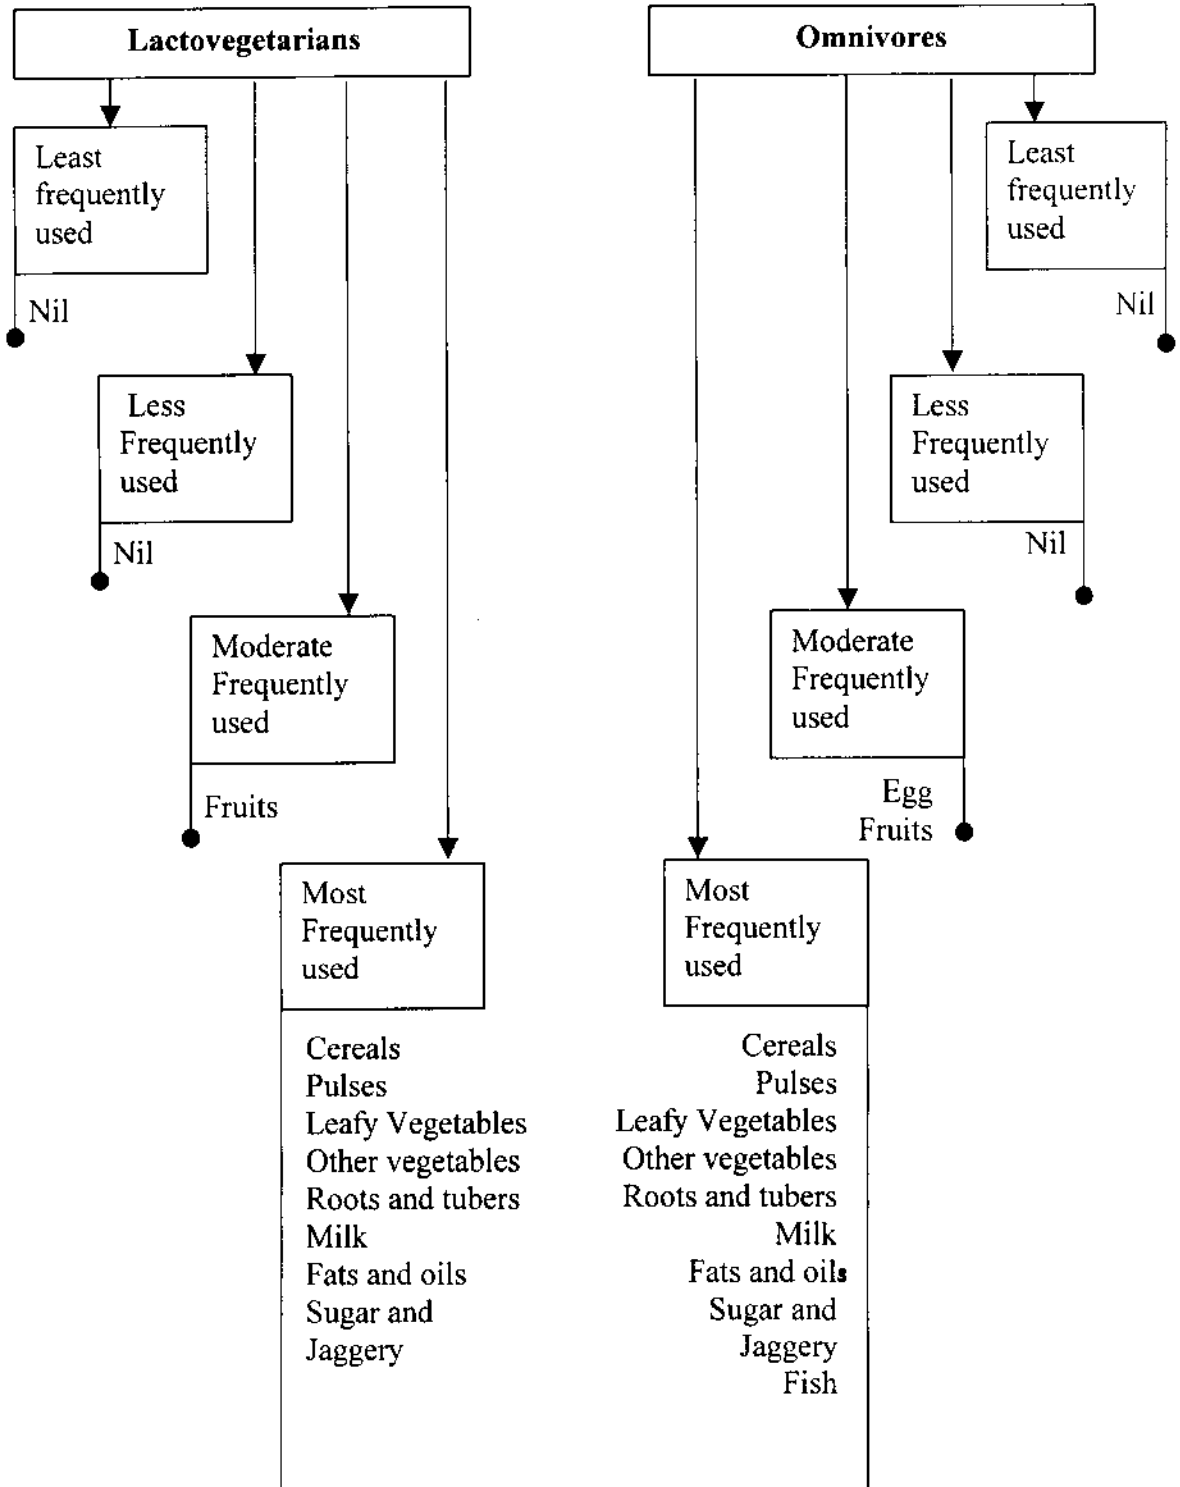 Lactovegetarians
Least
frequently
used
Nil
Less
Frequently
used
Nil
Moderate
Frequently
used
Fruits
Most
Frequently
used
Cereals
Pulses
Leafy Vegetables
Other vegetables
Roots and tubers
Milk
Fats and oils
Sugar and
Jaggery
Omnivores
Least
frequently
used
Nil
Less
Frequently
used
Nil
Moderate
Frequently
used
Egg
Fruits
Most
Frequently
used
Cereals
Pulses
Leafy Vegetables
Other vegetables
Roots and tubers
Milk
Fats and oils
Sugar and
Jaggery
Fish